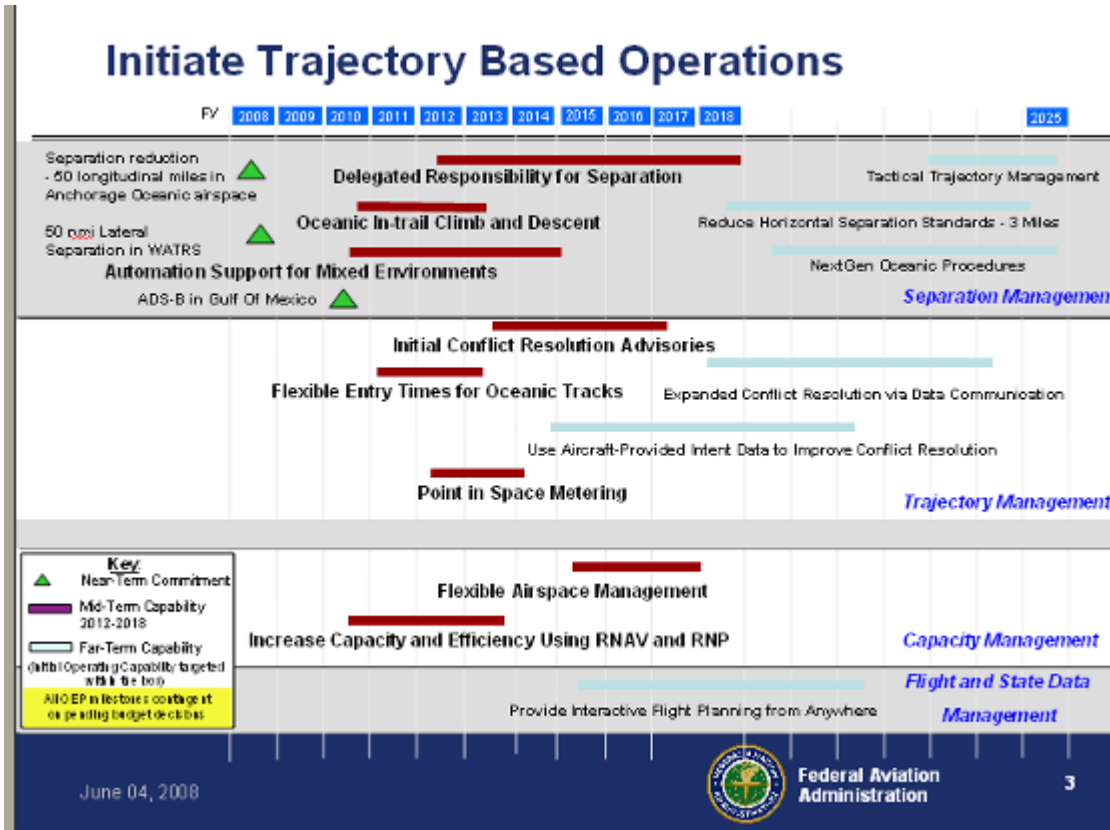 Initiate Trajectory Based Operations
FY 2008 2009 2010 2011 2012 2013 2014 2015 2016 2017 2018 2025
Separation reduction
- 50 longitudinal miles in
Anchorage Oceanic airspace
Delegated Responsibility for Separation
Tactical Trajectory Management
Oceanic In-trail Climb and Descent
Reduce Horizontal Separation Standards - 3 Miles
50 nmi Lateral
Separation in WATRS
Automation Support for Mixed Environments
NextGen Oceanic Procedures
ADS-B in Gulf Of Mexico
Separation Managemen
Initial Conflict Resolution Advisories
Flexible Entry Times for Oceanic Tracks
Expanded Conflict Resolution via Data Communication
Use Aircraft-Provided Intent Data to Improve Conflict Resolution
Point in Space Metering
Trajectory Management
Key:
Near-Term Commitment
Mid-Term Capability
2012-2018
Far-Term Capability
(Initial Operating Capability targeted
within the box)
All OEP milestones contingent
on pending budget decisions
Flexible Airspace Management
Increase Capacity and Efficiency Using RNAV and RNP
Capacity Management
Flight and State Data
Management
Provide Interactive Flight Planning from Anywhere
June 04, 2008
Federal Aviation
Administration
3